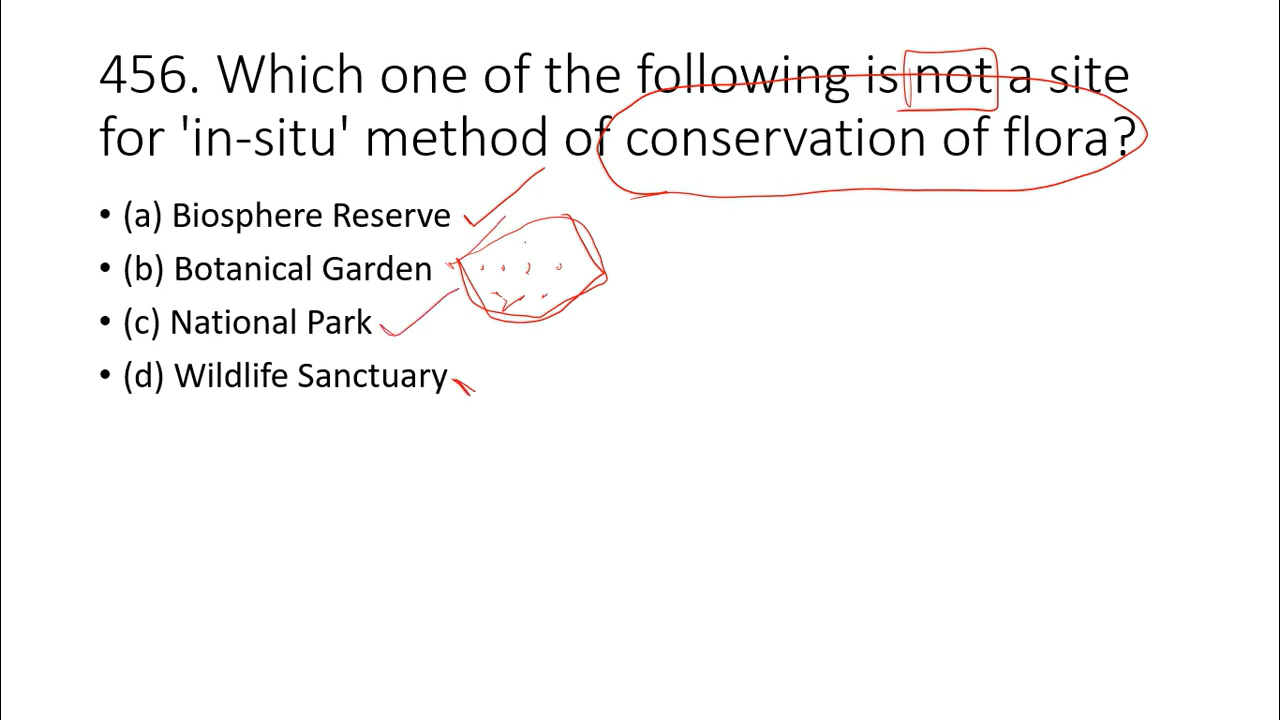 456. Which one of the following is not a site
for 'in-situ' method of conservation of flora?
• (a) Biosphere Reserve
• (b) Botanical Garden
• (c) National Park
• (d) Wildlife Sanctuary